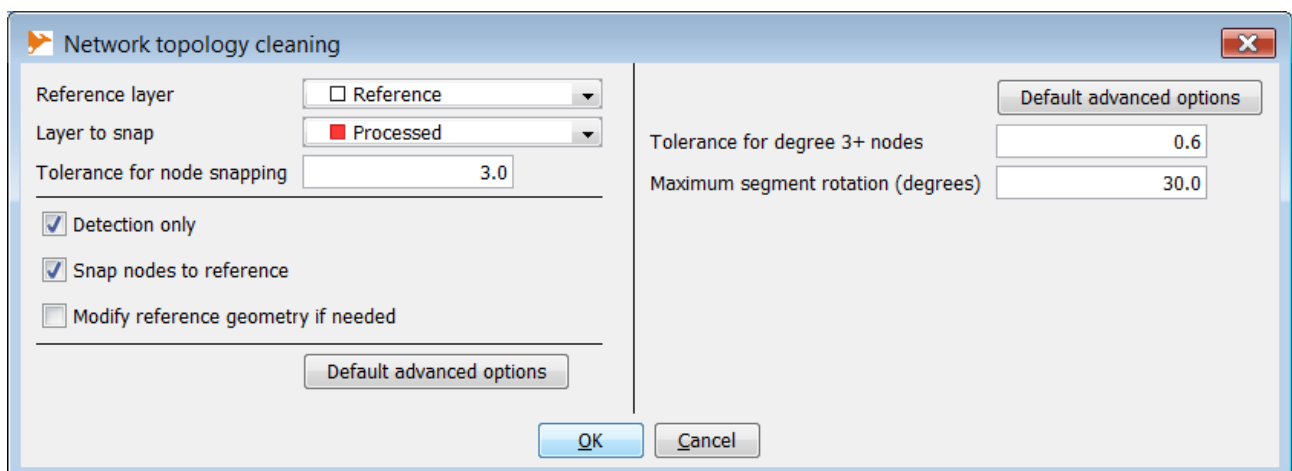 Network topology cleaning
Reference layer
Reference
Layer to snap
Processed
Tolerance for node snapping
3.0
Detection only
Snap nodes to reference
Modify reference geometry if needed
Default advanced options
Default advanced options
Tolerance for degree 3+ nodes
0.6
Maximum segment rotation (degrees)
30.0
OK
Cancel